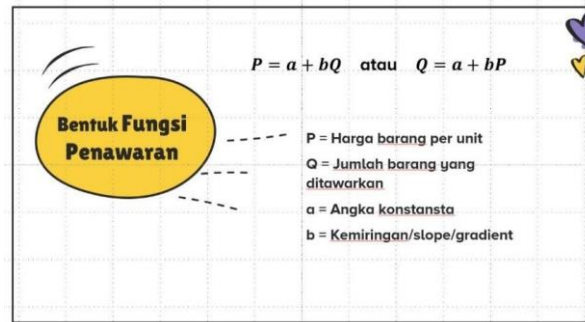 P = a + bQ atau Q = a + bP
Bentuk Fungsi
Penawaran
P = Harga barang per unit
Q = Jumlah barang yang
ditawarkan
a = Angka konstansta
b = Kemiringan/slope/gradient